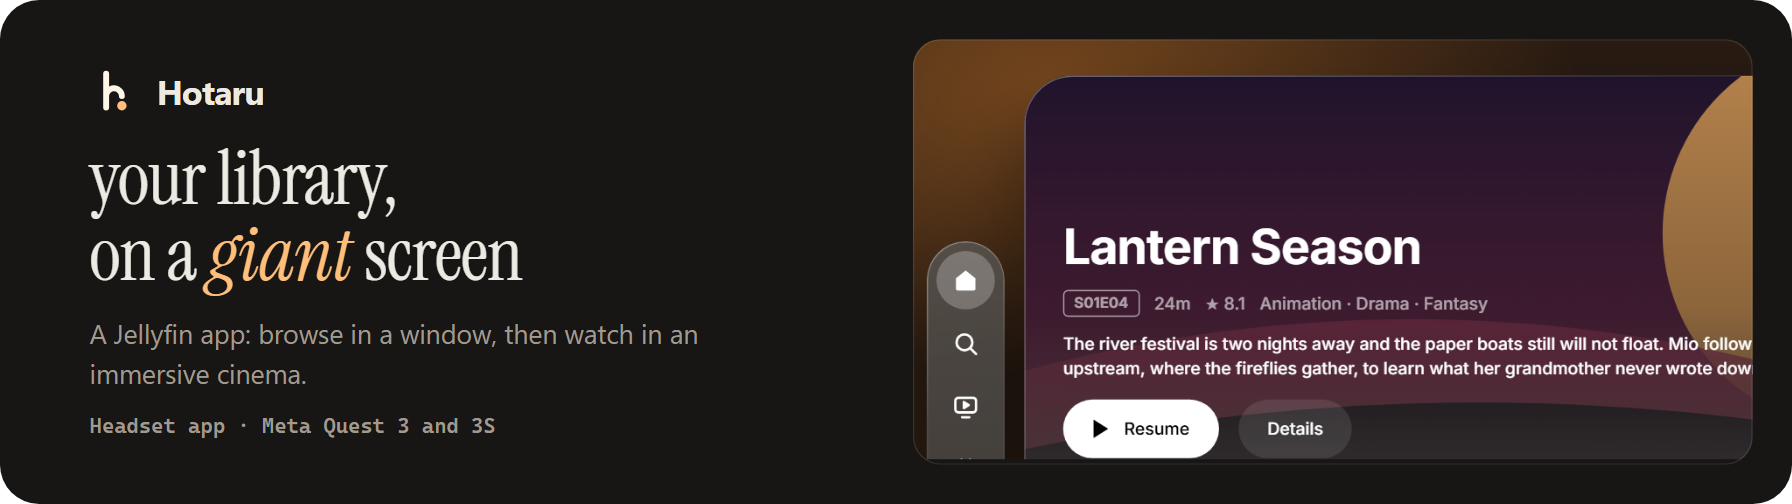 Hotaru
your library,
on a giant screen
A Jellyfin app: browse in a window, then watch in an
immersive cinema.
Headset app · Meta Quest 3 and 3S
Lantern Season
S01E04 24m ★ 8.1 Animation · Drama · Fantasy
The river festival is two nights away and the paper boats still will not float. Mio follow
upstream, where the fireflies gather, to learn what her grandmother never wrote dow
Resume Details